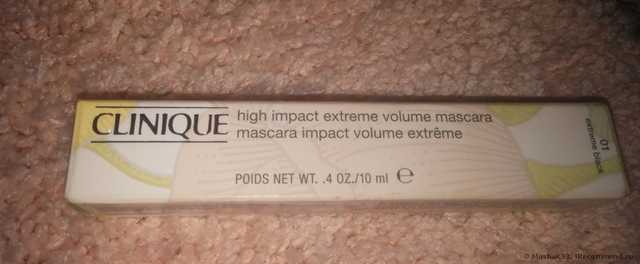 CLINIQUE
high impact extreme volume mascara
mascara impact volume extrême
POIDS NET WT. .4 OZ./10 ml ℮
01
extreme black